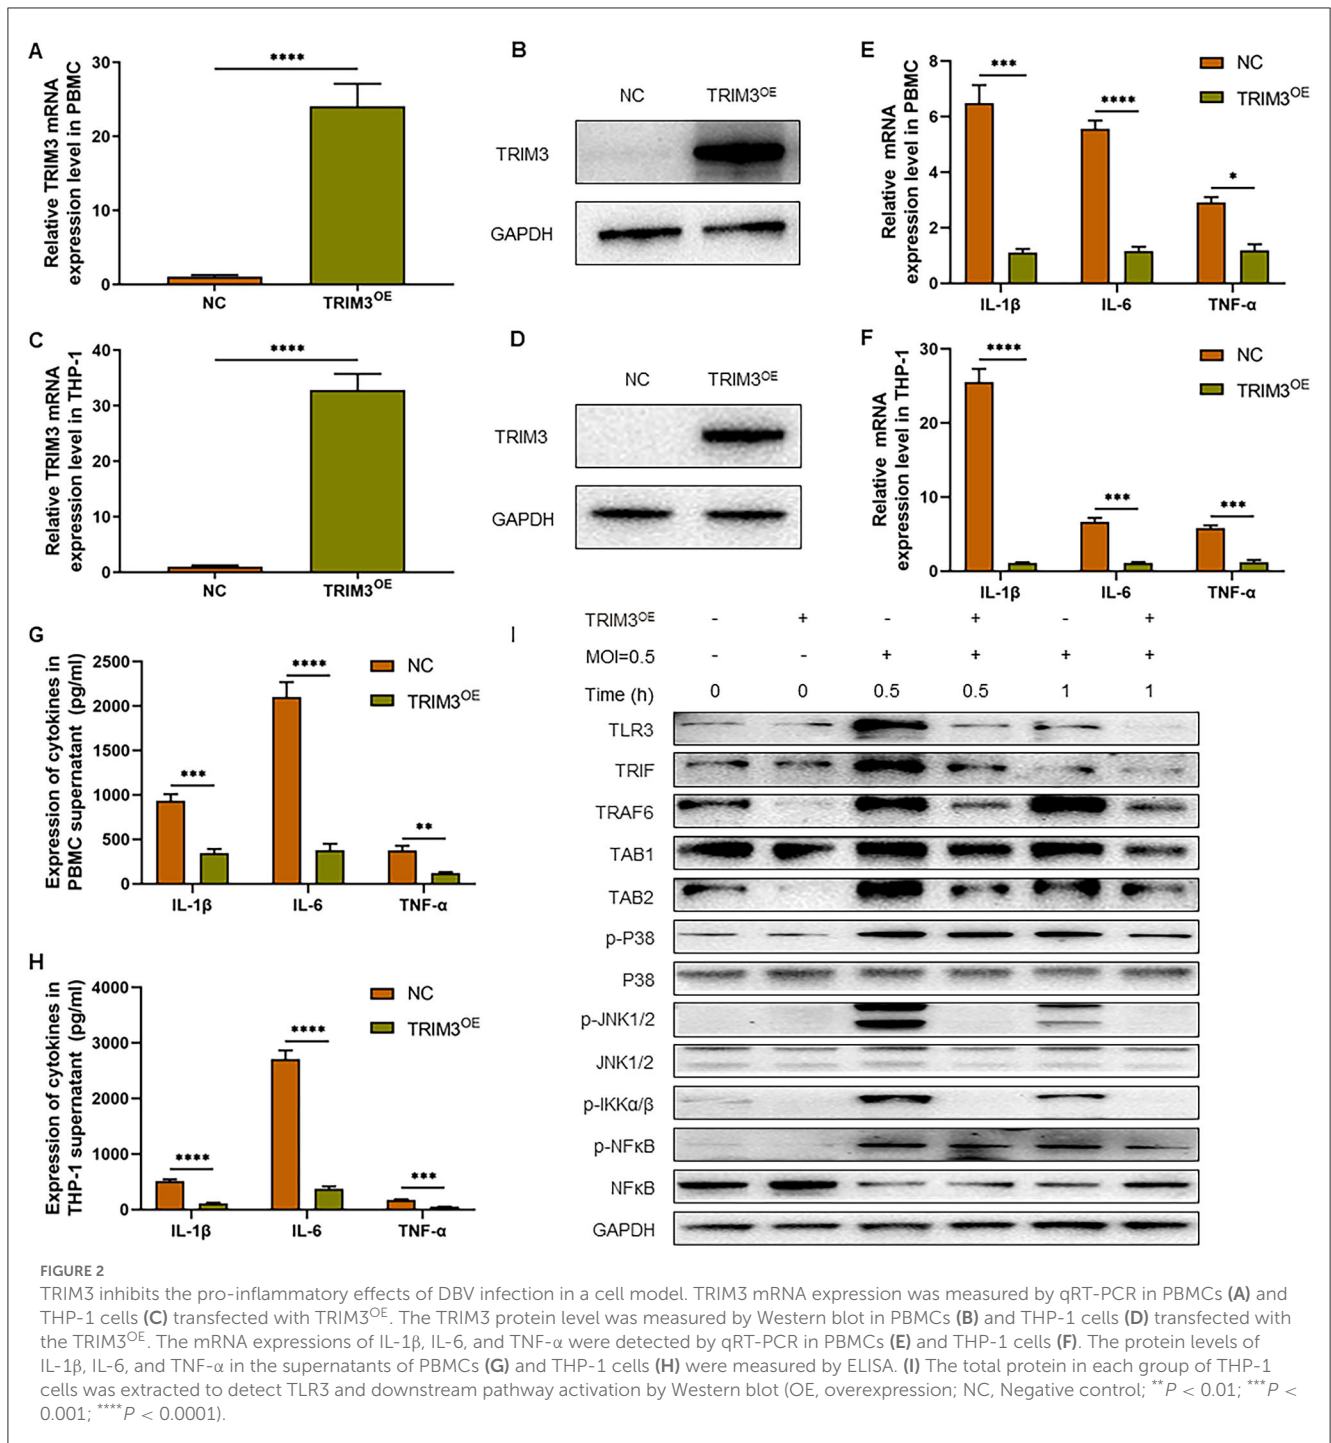 A
Relative TRIM3 mRNA
expression level in PBMC
30
20
10
0
****
NC
TRIM3OE
B
NC
TRIM3OE
TRIM3
GAPDH
E
Relative mRNA
expression level in PBMC
8
6
4
2
0
***
****
*
IL-1β
IL-6
TNF-α
NC
TRIM3OE
C
Relative TRIM3 mRNA
expression level in THP-1
40
30
20
10
0
****
NC
TRIM3OE
D
NC
TRIM3OE
TRIM3
GAPDH
F
Relative mRNA
expression level in THP-1
30
20
10
0
****
***
***
IL-1β
IL-6
TNF-α
NC
TRIM3OE
G
Expression of cytokines in
PBMC supernatant (pg/ml)
2500
2000
1500
1000
500
0
***
****
**
IL-1β
IL-6
TNF-α
NC
TRIM3OE
H
Expression of cytokines in
THP-1 supernatant (pg/ml)
4000
3000
2000
1000
0
****
****
***
IL-1β
IL-6
TNF-α
NC
TRIM3OE
I
TRIM3OE - + - + - +
MOI=0.5 - - + + + +
Time (h) 0 0 0.5 0.5 1 1
TLR3
TRIF
TRAF6
TAB1
TAB2
p-P38
P38
p-JNK1/2
JNK1/2
p-IKKα/β
p-NFκB
NFκB
GAPDH
FIGURE 2
TRIM3 inhibits the pro-inflammatory effects of DBV infection in a cell model. TRIM3 mRNA expression was measured by qRT-PCR in PBMCs (A) and
THP-1 cells (C) transfected with TRIM3OE. The TRIM3 protein level was measured by Western blot in PBMCs (B) and THP-1 cells (D) transfected with
the TRIM3OE. The mRNA expressions of IL-1β, IL-6, and TNF-α were detected by qRT-PCR in PBMCs (E) and THP-1 cells (F). The protein levels of
IL-1β, IL-6, and TNF-α in the supernatants of PBMCs (G) and THP-1 cells (H) were measured by ELISA. (I) The total protein in each group of THP-1
cells was extracted to detect TLR3 and downstream pathway activation by Western blot (OE, overexpression; NC, Negative control; **P < 0.01; ***P <
0.001; ****P < 0.0001).